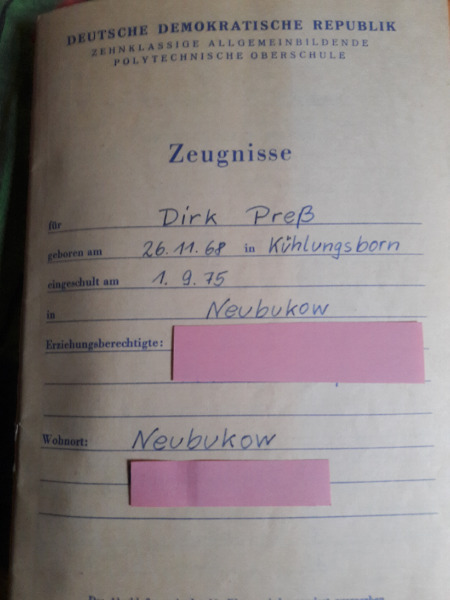 DEUTSCHE DEMOKRATISCHE REPUBLIK
ZEHNKLASSIGE ALLGEMEINBILDENDE
POLYTECHNISCHE OBERSCHULE
Zeugnisse
für Dirk Preß
geboren am 26.11.68 in Kühlungsborn
eingeschult am 1.9.75
in Neubukow
Erziehungsberechtigte:
Wohnort: Neubukow